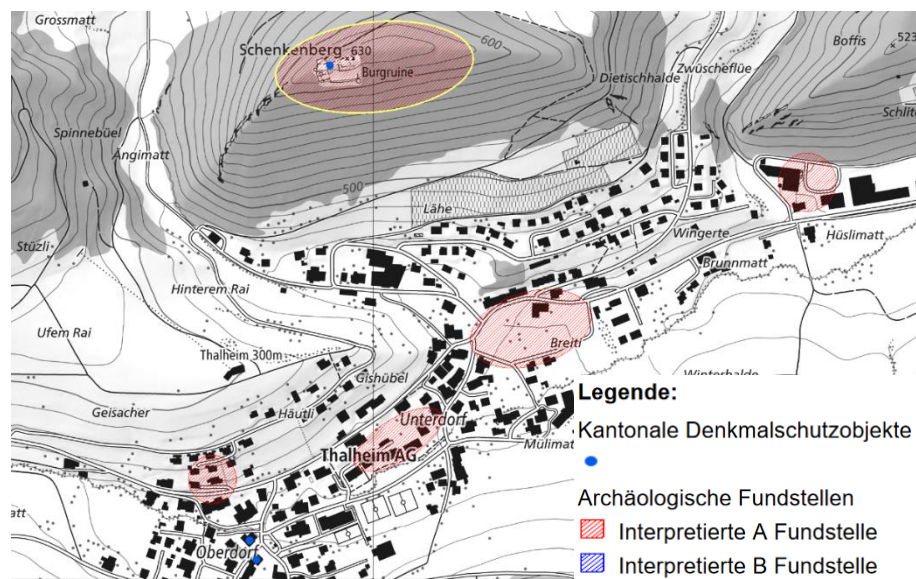 Grossmatt
Schenkenberg 630
600
Burgruine
Boffis
523
Zwüscheflüe
Dietischhalde
Spinnebüel
Angimatt
500
Lähe
Stüzli
Wingerte
Hüslimatt
Brunnmatt
Hinterem Rai
Ufem Rai
Breiti
Thalheim 300m
Gishübel
Winterhalde
Geisacher
Häutli
Unterdorf
Thalheim AG
Oberdorf
Legende:
Kantonale Denkmalschutzobjekte
Archäologische Fundstellen
Interpretierte A Fundstelle
Interpretierte B Fundstelle